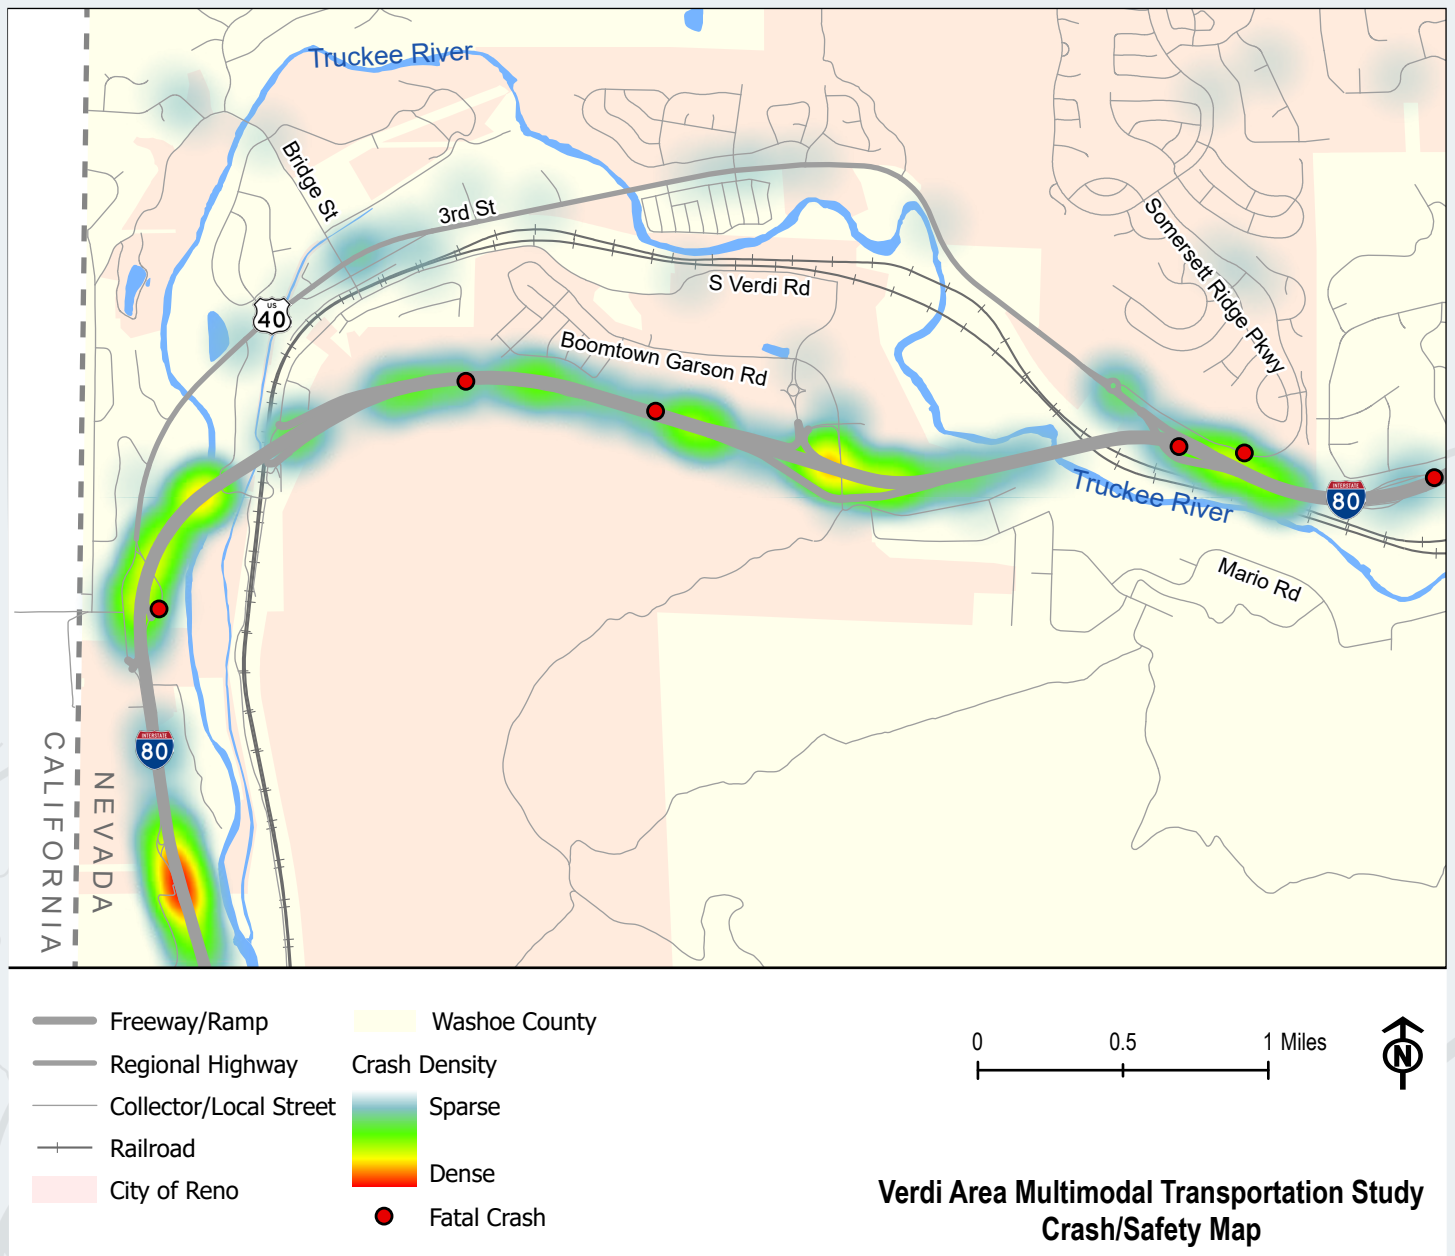 Truckee River
Bridge St
3rd St
US
40
S Verdi Rd
Somersett Ridge Pkwy
Boomtown Garson Rd
Truckee River
INTERSTATE
80
Mario Rd
INTERSTATE
80
CALIFORNIA
NEVADA
Freeway/Ramp
Regional Highway
Collector/Local Street
Railroad
City of Reno
Washoe County
Crash Density
Sparse
Dense
Fatal Crash
0 0.5 1 Miles
N
Verdi Area Multimodal Transportation Study
Crash/Safety Map